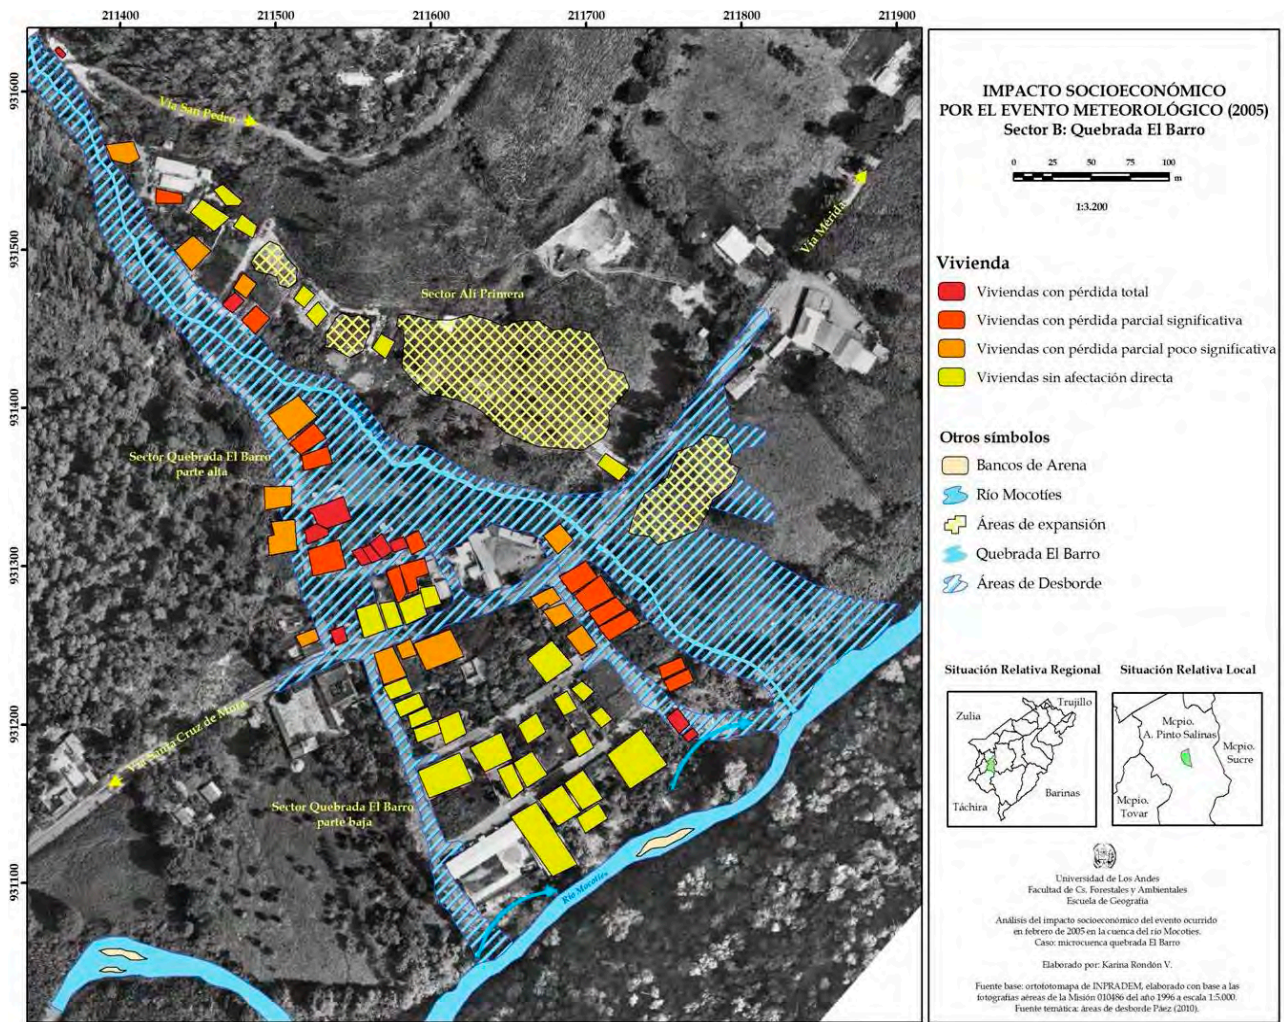 211400 211500 211600 211700 211800 211900
931600
931500
931400
931300
931200
931100
Vía San Pedro
Vía Mérida
Sector Alí Primera
Sector Quebrada El Barro
parte alta
Vía Santa Cruz de Mora
Sector Quebrada El Barro
parte baja
Río Mocotíes
IMPACTO SOCIOECONÓMICO
POR EL EVENTO METEOROLÓGICO (2005)
Sector B: Quebrada El Barro
0 25 50 75 100
m
1:3.200
Vivienda
Viviendas con pérdida total
Viviendas con pérdida parcial significativa
Viviendas con pérdida parcial poco significativa
Viviendas sin afectación directa
Otros símbolos
Bancos de Arena
Río Mocotíes
Áreas de expansión
Quebrada El Barro
Áreas de Desborde
Situación Relativa Regional
Zulia
Trujillo
Barinas
Táchira
Situación Relativa Local
Mcpio.
A. Pinto Salinas
Mcpio.
Sucre
Mcpio.
Tovar
Universidad de Los Andes
Facultad de Cs. Forestales y Ambientales
Escuela de Geografía
Análisis del impacto socioeconómico del evento ocurrido
en febrero de 2005 en la cuenca del río Mocotíes.
Caso: microcuenca quebrada El Barro
Elaborado por: Karina Rondón V.
Fuente base: ortofotomapa de INPRADEM, elaborado con base a las
fotografías aéreas de la Misión 010486 del año 1996 a escala 1:5.000.
Fuente temática: áreas de desborde Páez (2010).